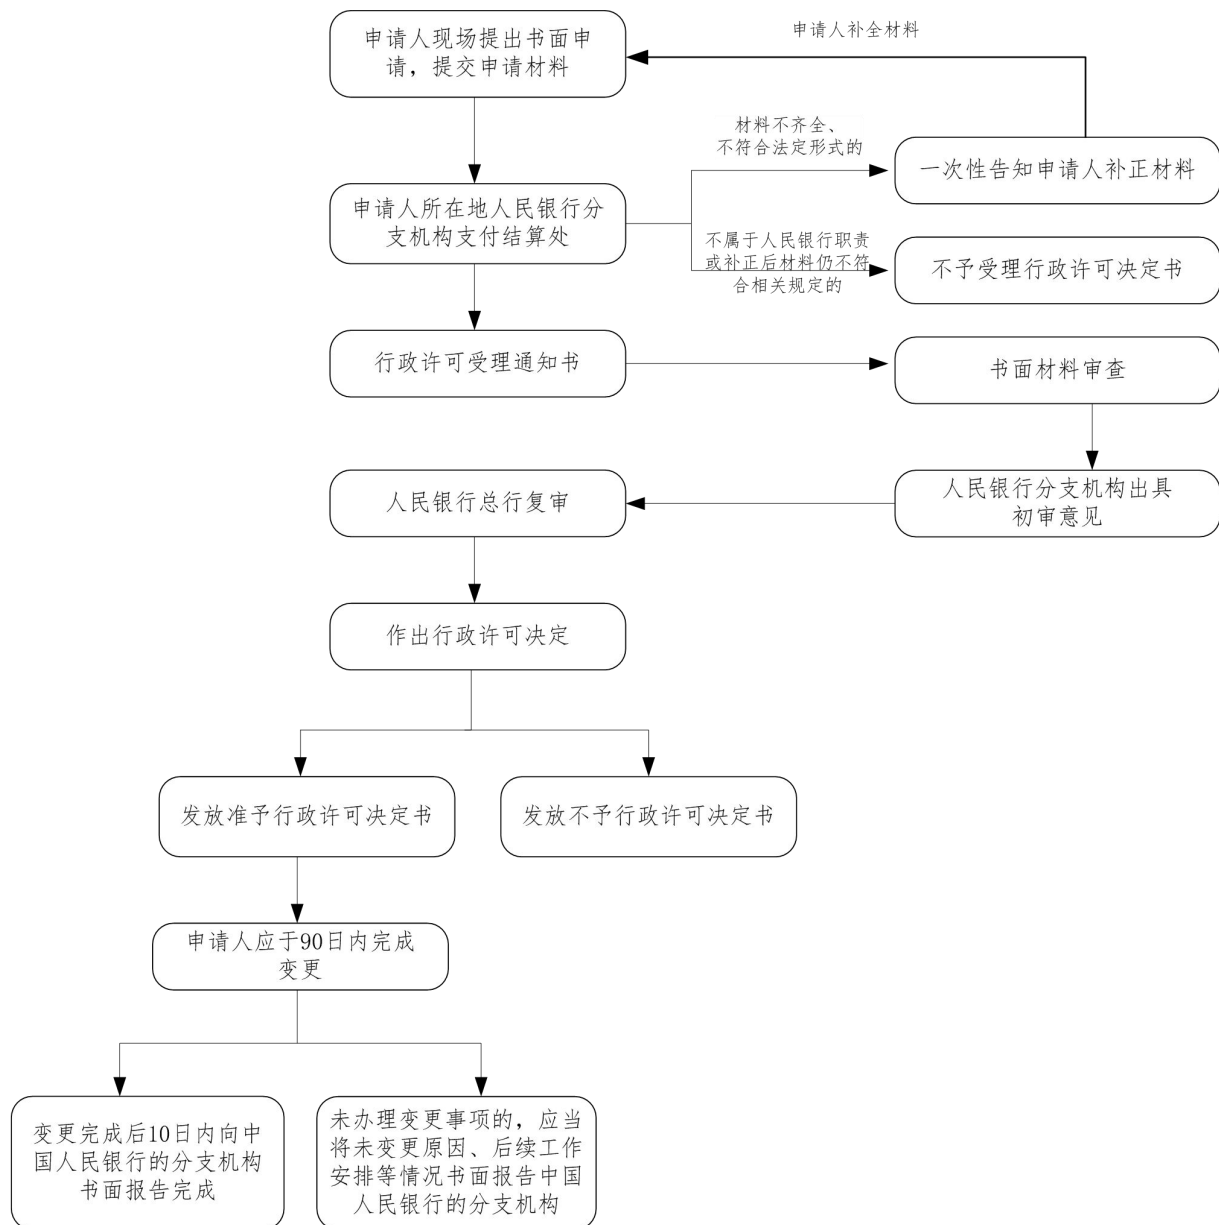 申请人现场提出书面申
请，提交申请材料
申请人补全材料
材料不齐全、
不符合法定形式的
一次性告知申请人补正材料
申请人所在地人民银行分
支机构支付结算处
不属于人民银行职责
或补正后材料仍不符
合相关规定的
不予受理行政许可决定书
行政许可受理通知书
书面材料审查
人民银行分支机构出具
初审意见
人民银行总行复审
作出行政许可决定
发放准予行政许可决定书
发放不予行政许可决定书
申请人应于90日内完成
变更
变更完成后10日内向中
国人民银行的分支机构
书面报告完成
未办理变更事项的，应当
将未变更原因、后续工作
安排等情况书面报告中国
人民银行的分支机构